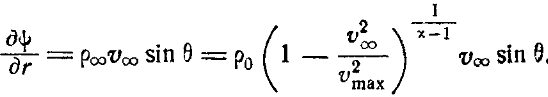 ∂ψ/∂r = ρ∞v∞ sin θ = ρ₀ (1 − v∞²/v²max)^(1/(ϰ−1)) v∞ sin θ.